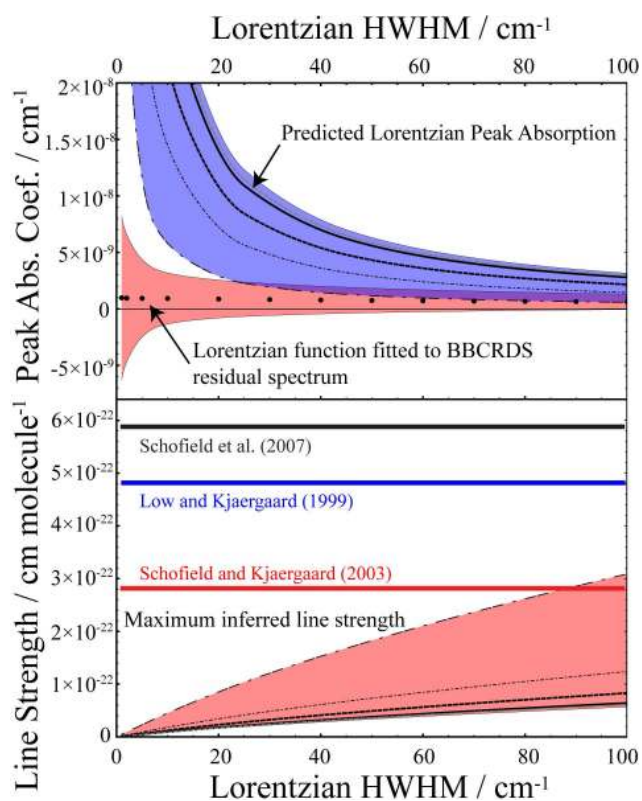 Lorentzian HWHM / cm⁻¹
0 20 40 60 80 100
2×10⁻⁸
1.5×10⁻⁸
1×10⁻⁸
5×10⁻⁹
0
-5×10⁻⁹
Peak Abs. Coef. / cm⁻¹
Predicted Lorentzian Peak Absorption
Lorentzian function fitted to BBCRDS
residual spectrum
6×10⁻²²
5×10⁻²²
4×10⁻²²
3×10⁻²²
2×10⁻²²
1×10⁻²²
0
Line Strength / cm molecule⁻¹
Schofield et al. (2007)
Low and Kjaergaard (1999)
Schofield and Kjaergaard (2003)
Maximum inferred line strength
0 20 40 60 80 100
Lorentzian HWHM / cm⁻¹